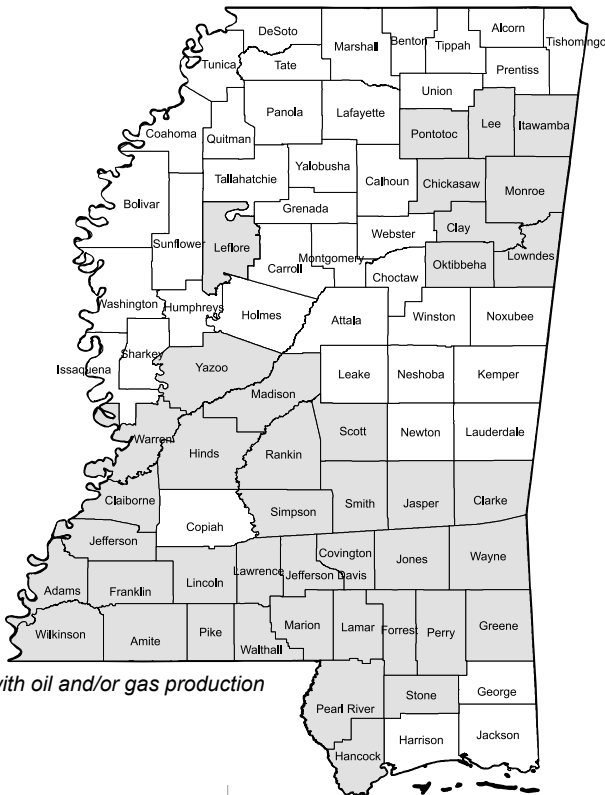 DeSoto
Marshall
Benton
Tippah
Alcorn
Tishomingo
Tunica
Tate
Prentiss
Union
Panola
Lafayette
Pontotoc
Lee
Itawamba
Coahoma
Quitman
Tallahatchie
Yalobusha
Calhoun
Chickasaw
Monroe
Bolivar
Grenada
Sunflower
Leflore
Webster
Clay
Carroll
Montgomery
Choctaw
Oktibbeha
Lowndes
Washington
Humphreys
Holmes
Attala
Winston
Noxubee
Issaquena
Sharkey
Yazoo
Leake
Neshoba
Kemper
Madison
Warren
Hinds
Rankin
Scott
Newton
Lauderdale
Claiborne
Copiah
Simpson
Smith
Jasper
Clarke
Jefferson
Covington
Jones
Wayne
Adams
Franklin
Lincoln
Lawrence
Jefferson Davis
Wilkinson
Amite
Pike
Walthall
Marion
Lamar
Forrest
Perry
Greene
with oil and/or gas production
Pearl River
Stone
George
Hancock
Harrison
Jackson